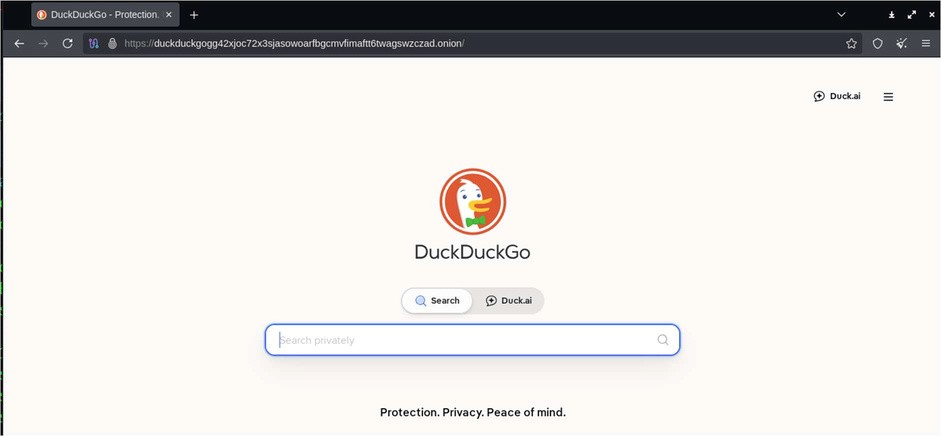 DuckDuckGo - Protection.
https://duckduckgogg42xjoc72x3sjasowoarfbgcmvfimaftt6twagswzczad.onion/
Duck.ai
DuckDuckGo
Search
Duck.ai
Search privately
Protection. Privacy. Peace of mind.